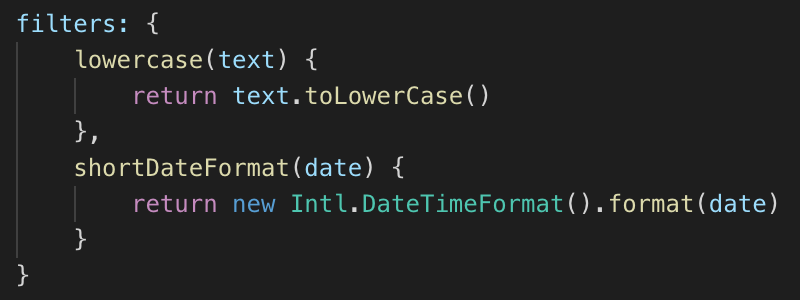 filters: {
    lowercase(text) {
        return text.toLowerCase()
    },
    shortDateFormat(date) {
        return new Intl.DateTimeFormat().format(date)
    }
}